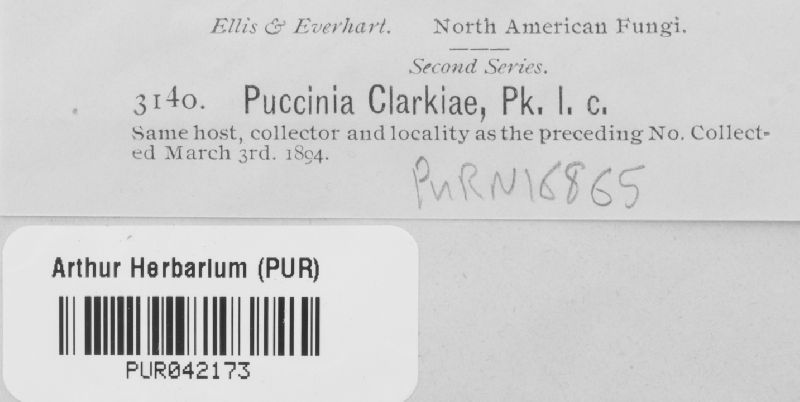 Ellis & Everhart. North American Fungi.
Second Series.
3140. Puccinia Clarkiae, Pk. l. c.
Same host, collector and locality as the preceding No. Collect-
ed March 3rd. 1894.
PURN16865
Arthur Herbarium (PUR)
PUR042173